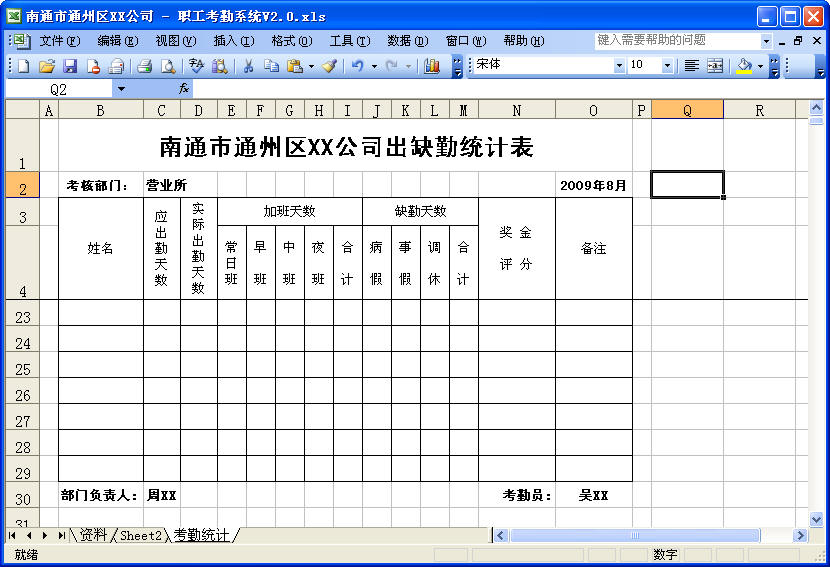 南通市通州区XX公司 - 职工考勤系统V2.0.xls
文件(F) 编辑(E) 视图(V) 插入(I) 格式(O) 工具(T) 数据(D) 窗口(W) 帮助(H) 键入需要帮助的问题
宋体 10
Q2 fx
A B C D E F G H I J K L M N O P Q R
1 南通市通州区XX公司出缺勤统计表
2 考核部门: 营业所 2009年8月
3 姓名 应出勤天数 实际出勤天数 加班天数 缺勤天数 奖金评分 备注
4 常日班 早班 中班 夜班 合计 病假 事假 调休 合计
23
24
25
26
27
28
29
30 部门负责人: 周XX 考勤员: 吴XX
31
资料 Sheet2 考勤统计
就绪 数字